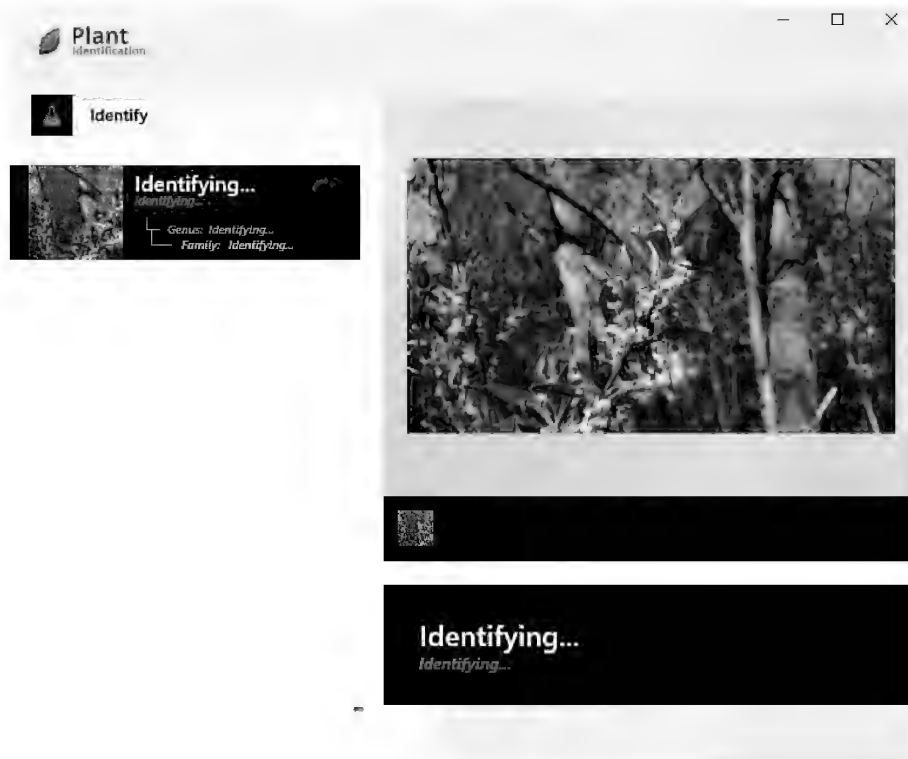 Plant
Identification
Identify
Identifying...
Identifying...
Genus: Identifying...
Family: Identifying...
Identifying...
Identifying...